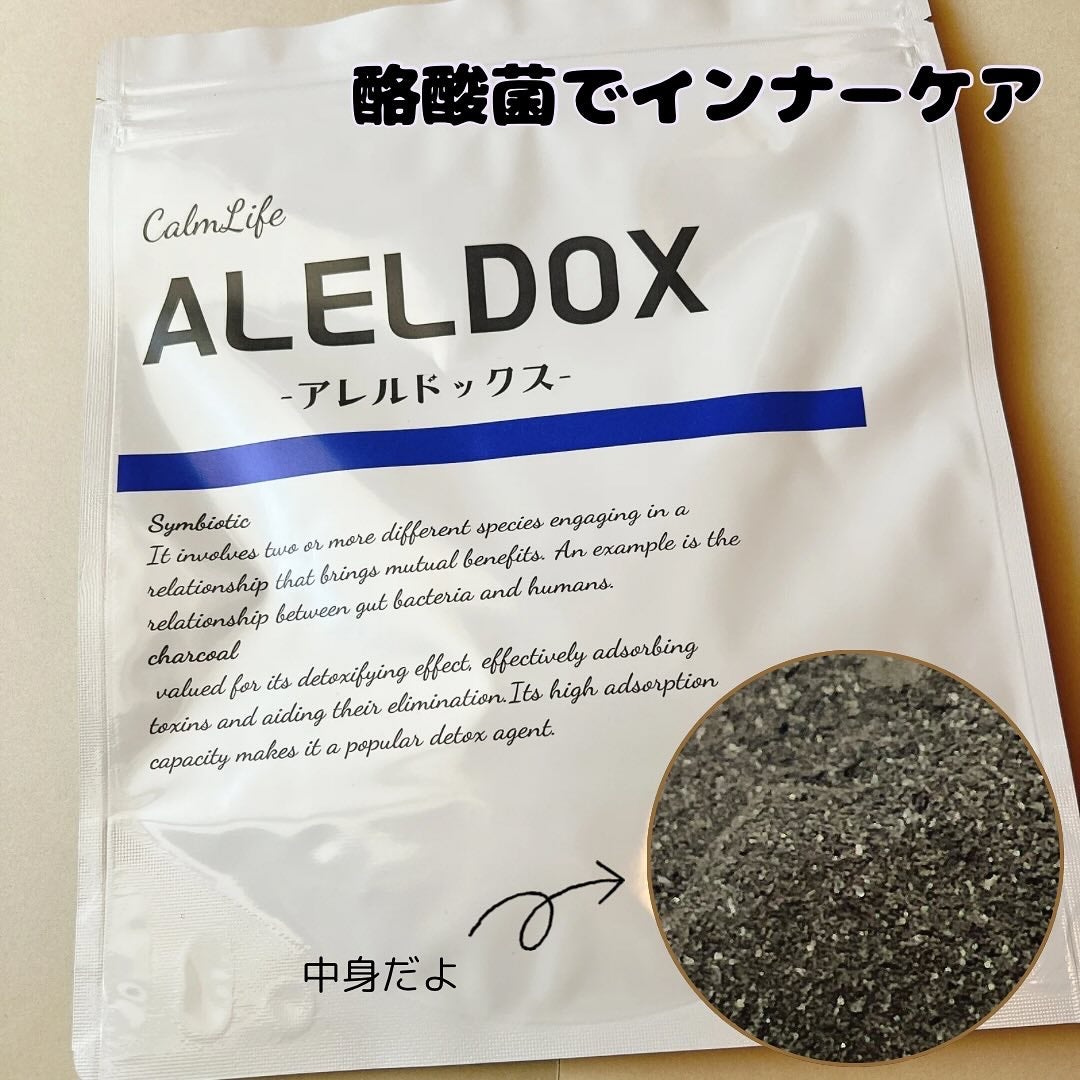 酪酸菌でインナーケア
CalmLife
ALELDOX
-アレルドックス-
Symbiotic
It involves two or more different species engaging in a
relationship that brings mutual benefits. An example is the
relationship between gut bacteria and humans.
charcoal
valued for its detoxifying effect, effectively adsorbing
toxins and aiding their elimination.Its high adsorption
capacity makes it a popular detox agent.
中身だよ